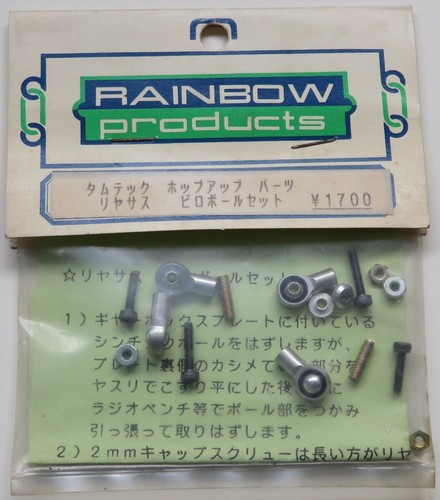 RAINBOW
products
タムテック ホップアップ パーツ
リヤサス ピロボールセット ¥1700
☆リヤサス ールセッ
1)ギヤ ックスプレートに付いている
シンチ のボールをはずしますが、
プレート裏側のカシメて 部分を
ヤスリでこすり平にした後 に
ラジオペンチ等でボール部をつかみ
引っ張って取りはずします。
2)2mmキャップスクリューは長い方がリヤ